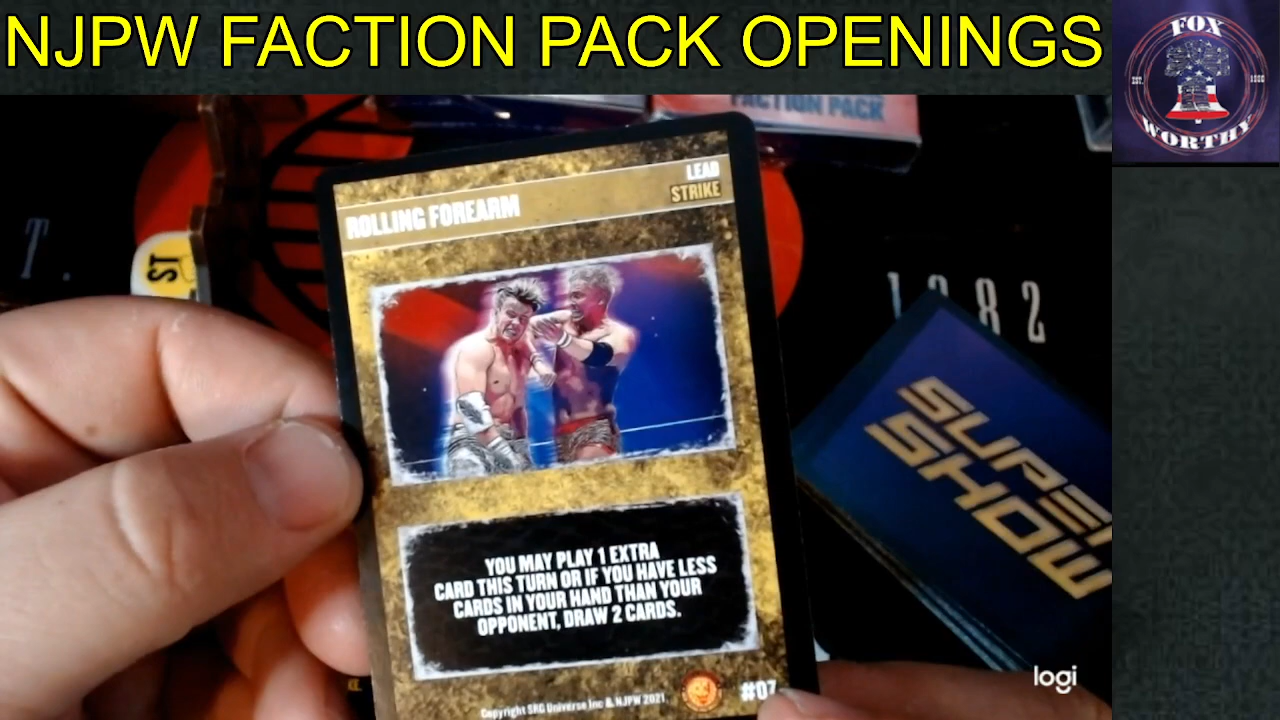 NJPW FACTION PACK OPENINGS
FOX
WORTHY
EST.
FACTION PACK
LEAD
STRIKE
ROLLING FOREARM
T.
ST
1982
SUPER
SHOW
YOU MAY PLAY 1 EXTRA
CARD THIS TURN OR IF YOU HAVE LESS
CARDS IN YOUR HAND THAN YOUR
OPPONENT, DRAW 2 CARDS.
Copyright SRG Universe Inc & NJPW 2021
#07
logi